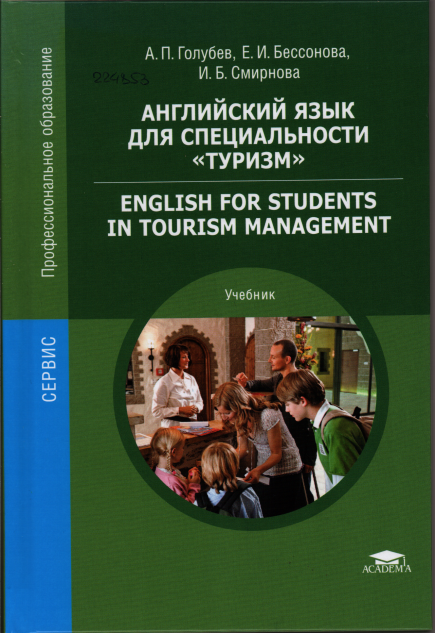 А. П. Голубев, Е. И. Бессонова,
И. Б. Смирнова
224853
АНГЛИЙСКИЙ ЯЗЫК
ДЛЯ СПЕЦИАЛЬНОСТИ
«ТУРИЗМ»
ENGLISH FOR STUDENTS
IN TOURISM MANAGEMENT
Учебник
Профессиональное образование
СЕРВИС
ACADEMA